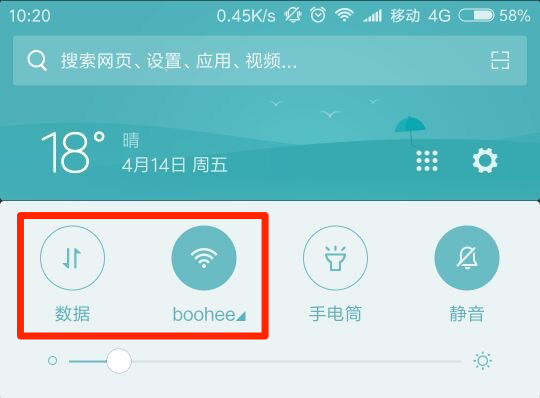 10:20 0.45K/s 移动 4G 58%
搜索网页、设置、应用、视频...
18° 晴
4月14日 周五
数据 boohee 手电筒 静音